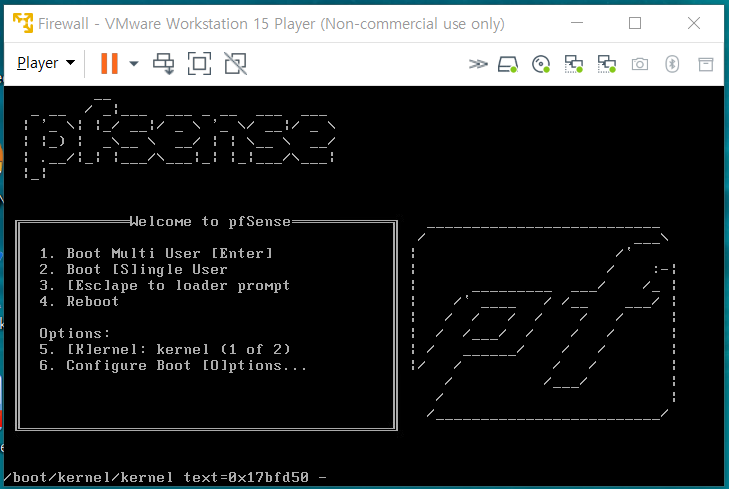 Firewall - VMware Workstation 15 Player (Non-commercial use only)
Player
pfSense
Welcome to pfSense
1. Boot Multi User [Enter]
2. Boot [S]ingle User
3. [Esc]ape to loader prompt
4. Reboot
Options:
5. [K]ernel: kernel (1 of 2)
6. Configure Boot [O]ptions...
pf
/boot/kernel/kernel text=0x17bfd50 -